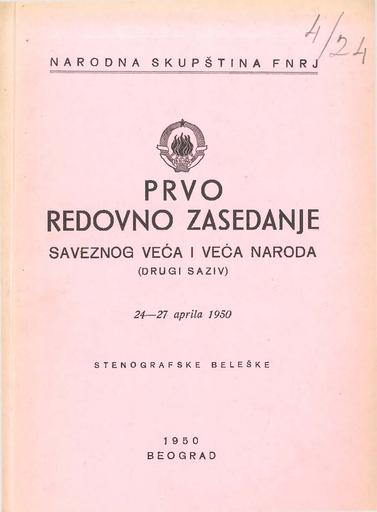 4/24
NARODNA SKUPŠTINA FNRJ
PRVO
REDOVNO ZASEDANJE
SAVEZNOG VEĆA I VEĆA NARODA
(DRUGI SAZIV)
24—27 aprila 1950
STENOGRAFSKE BELEŠKE
1950
BEOGRAD